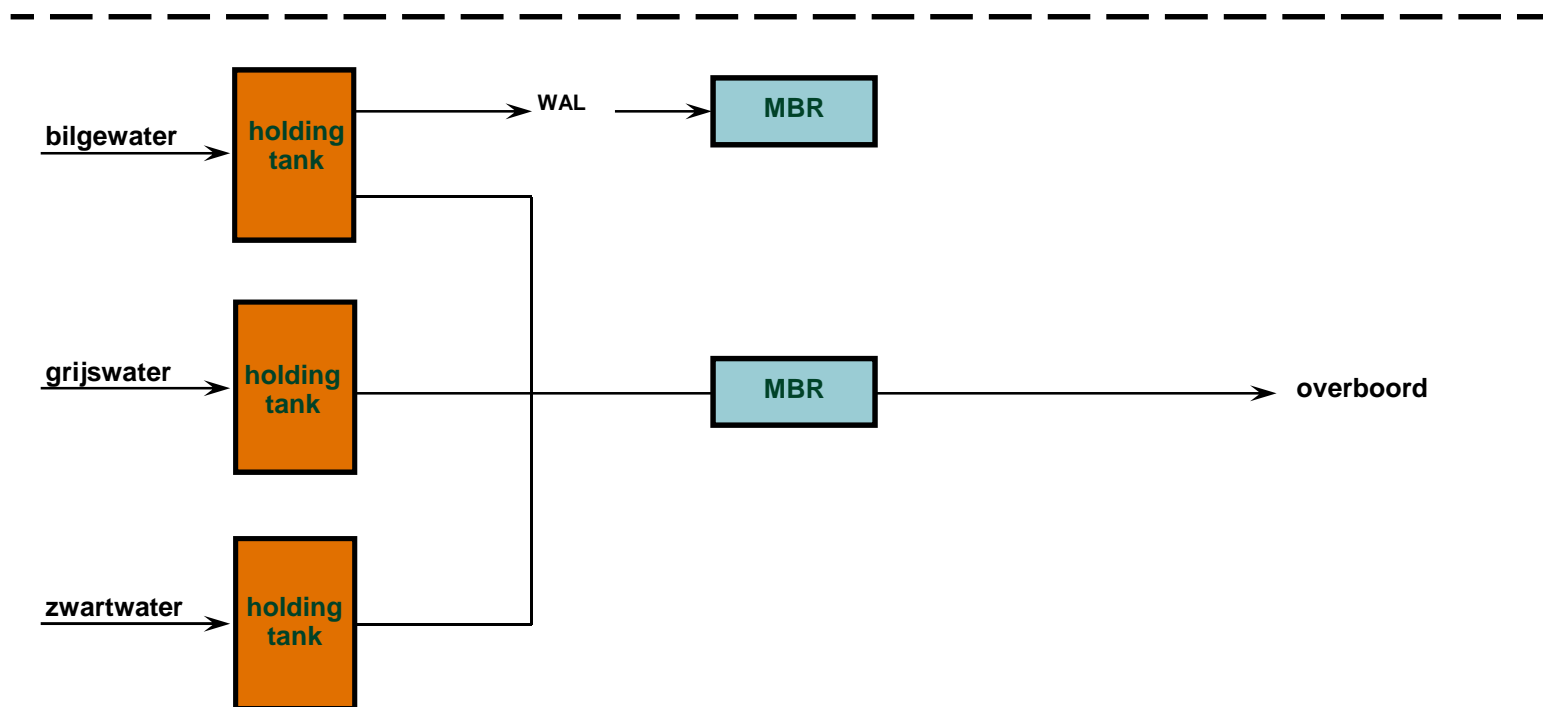 WAL
MBR
bilgewater
holding
tank
grijswater
holding
tank
MBR
overboord
zwartwater
holding
tank